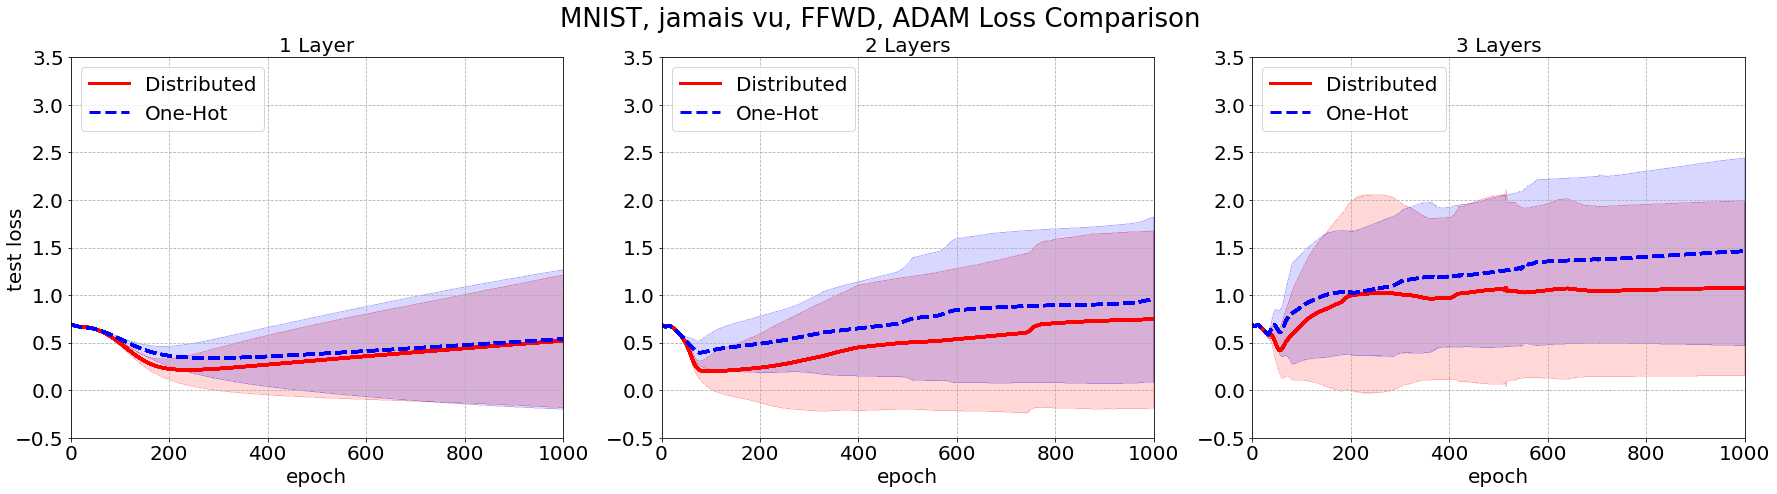 MNIST, jamais vu, FFWD, ADAM Loss Comparison
1 Layer
3.5
3.0
2.5
2.0
1.5
1.0
0.5
0.0
−0.5
test loss
Distributed
One-Hot
0 200 400 600 800 1000
epoch
2 Layers
3.5
3.0
2.5
2.0
1.5
1.0
0.5
0.0
−0.5
Distributed
One-Hot
0 200 400 600 800 1000
epoch
3 Layers
3.5
3.0
2.5
2.0
1.5
1.0
0.5
0.0
−0.5
Distributed
One-Hot
0 200 400 600 800 1000
epoch